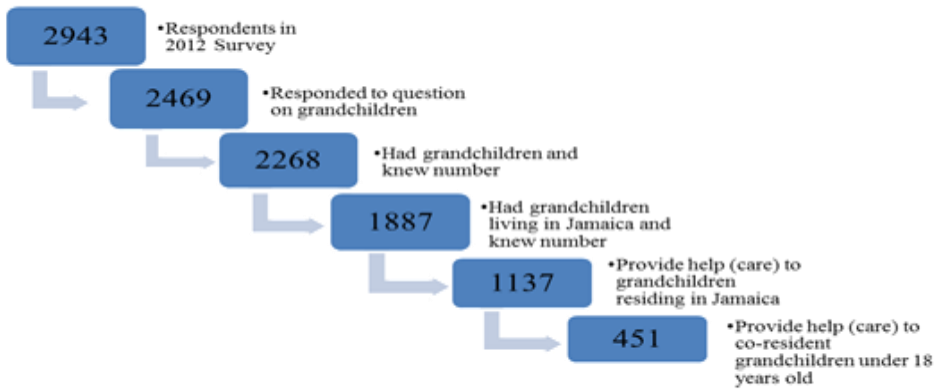 2943
•Respondents in
2012 Survey
2469
•Responded to question
on grandchildren
2268
•Had grandchildren and
knew number
1887
•Had grandchildren
living in Jamaica and
knew number
1137
•Provide help (care) to
grandchildren
residing in Jamaica
451
•Provide help (care) to
co-resident
grandchildren under 18
years old